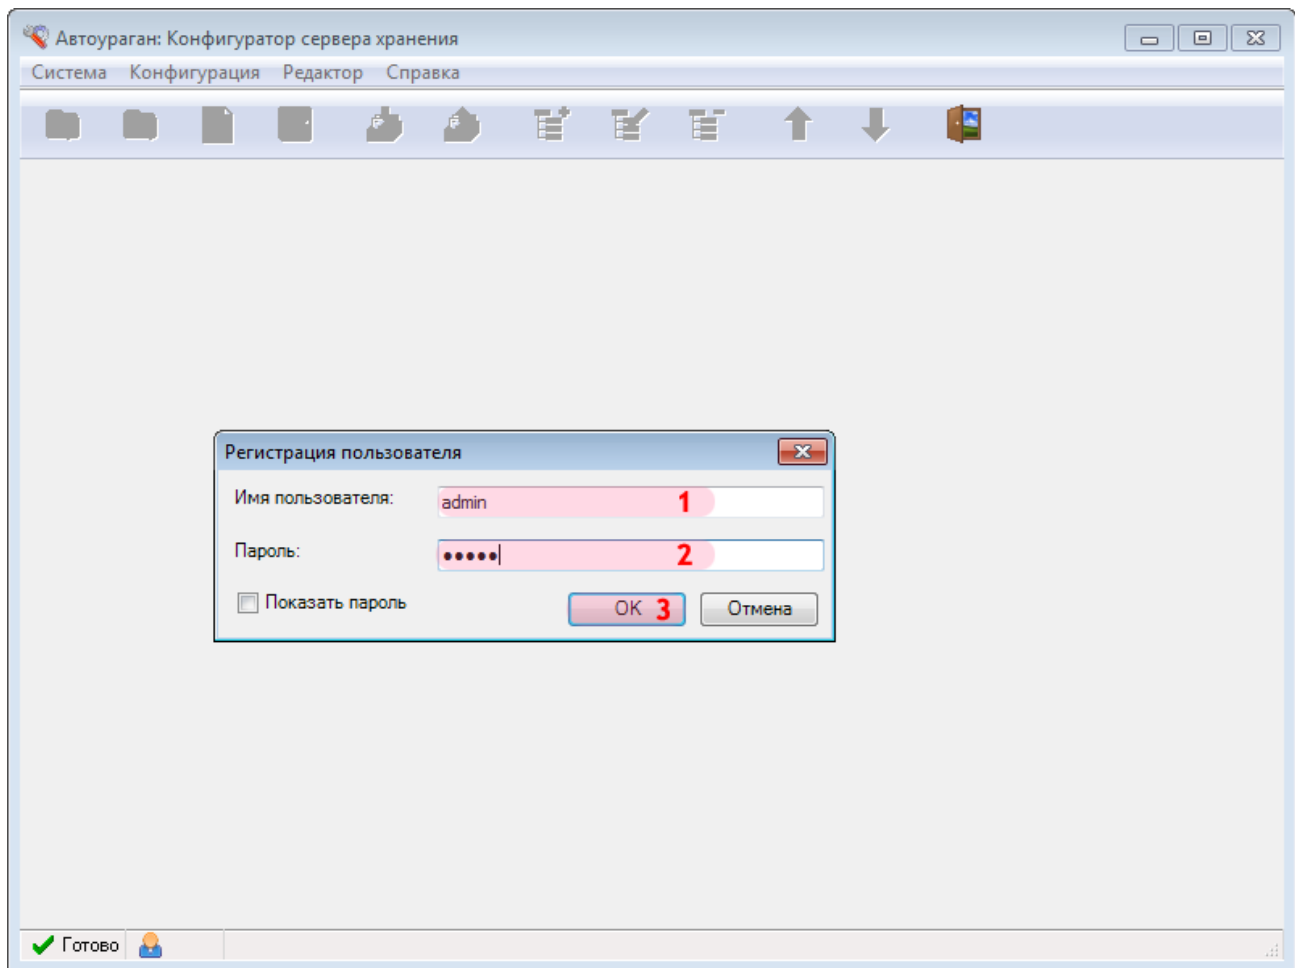 Автоураган: Конфигуратор сервера хранения
Система Конфигурация Редактор Справка
Регистрация пользователя
Имя пользователя: admin 1
Пароль: ●●●●● 2
Показать пароль OK 3 Отмена
Готово